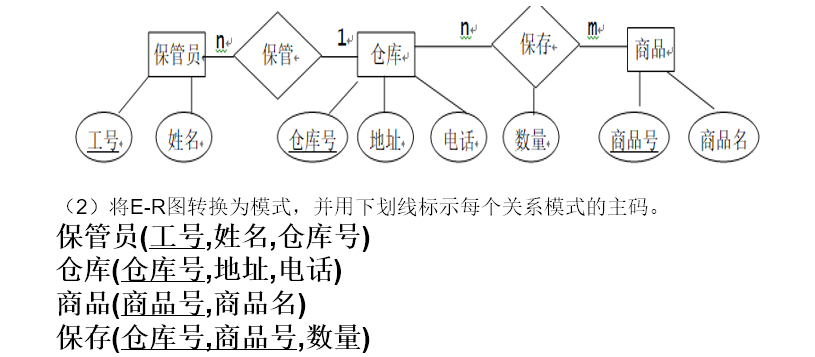 保管员 n 保管 1 仓库 n 保存 m 商品
工号 姓名 仓库号 地址 电话 数量 商品号 商品名
（2）将E-R图转换为模式，并用下划线标示每个关系模式的主码。
保管员(工号,姓名,仓库号)
仓库(仓库号,地址,电话)
商品(商品号,商品名)
保存(仓库号,商品号,数量)